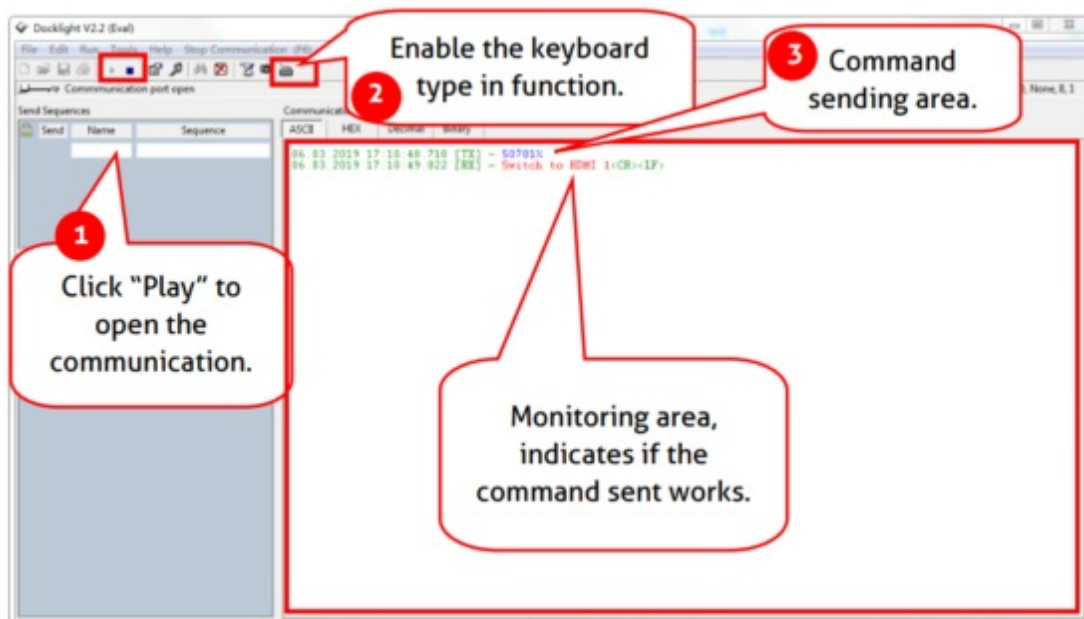 Docklight V2.2 (Eval)
File Edit Run Tools Help Stop Communication (F6)
Commmunication port open
None, 8, 1
Send Sequences
Send Name Sequence
Communication
ASCII HEX Decimal Binary
06.03.2019 17:10:48.710 [TX] - 50701%
06.03.2019 17:10:49.022 [RX] - Switch to HDMI 1<CR><LF>
1
Click “Play” to
open the
communication.
2
Enable the keyboard
type in function.
3
Command
sending area.
Monitoring area,
indicates if the
command sent works.